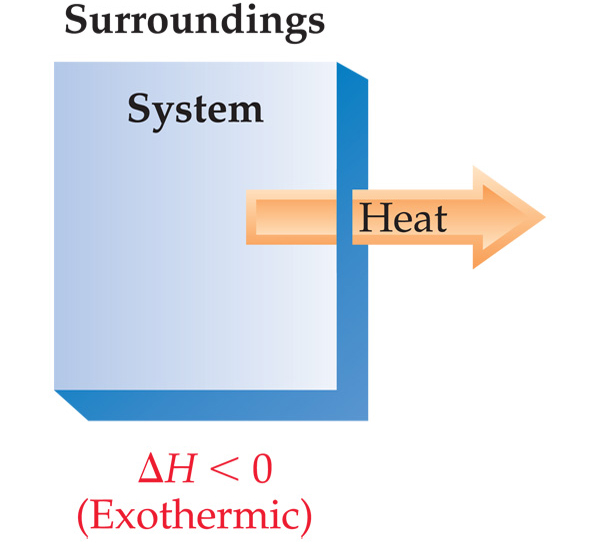 Surroundings
System
Heat
ΔH < 0
(Exothermic)